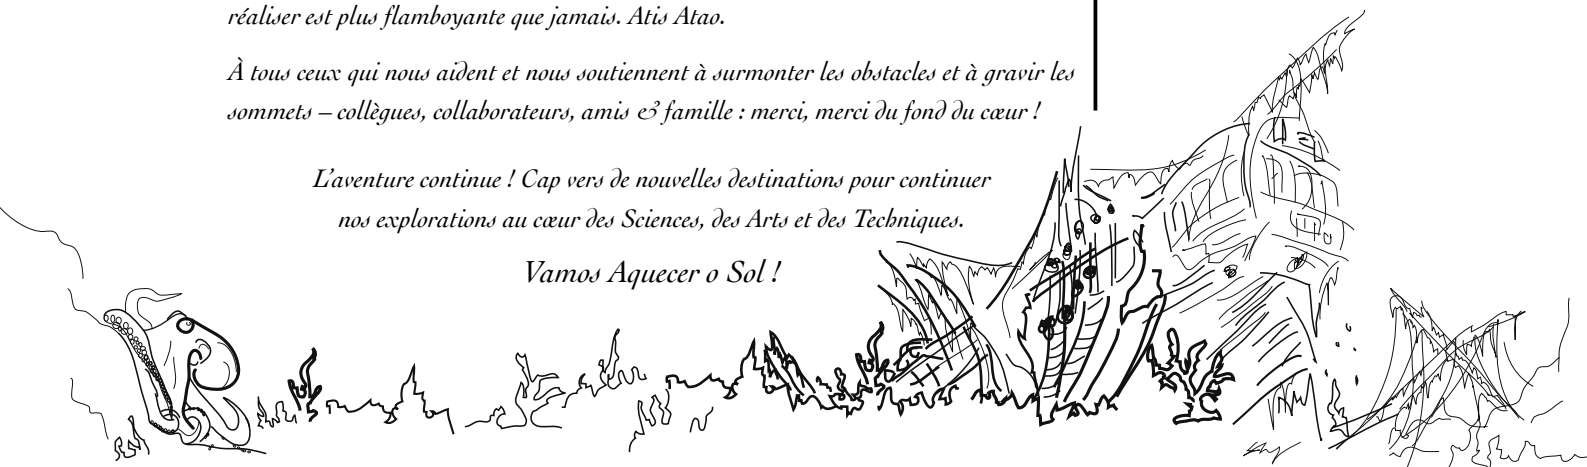 réaliser est plus flamboyante que jamais. Atis Atao.
À tous ceux qui nous aident et nous soutiennent à surmonter les obstacles et à gravir les
sommets – collègues, collaborateurs, amis & famille : merci, merci du fond du cœur !
L'aventure continue ! Cap vers de nouvelles destinations pour continuer
nos explorations au cœur des Sciences, des Arts et des Techniques.
Vamos Aquecer o Sol !